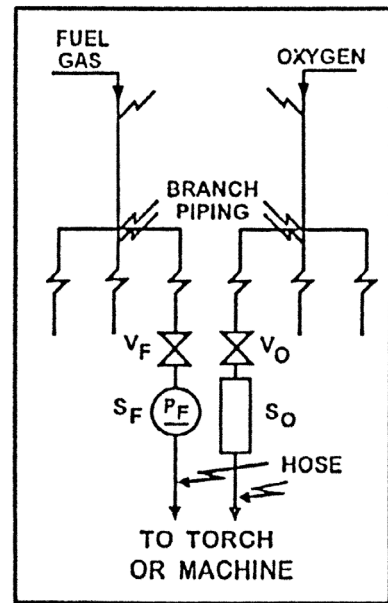 FUEL
GAS
OXYGEN
BRANCH
PIPING
VF
VO
SF
PF
SO
HOSE
TO TORCH
OR MACHINE